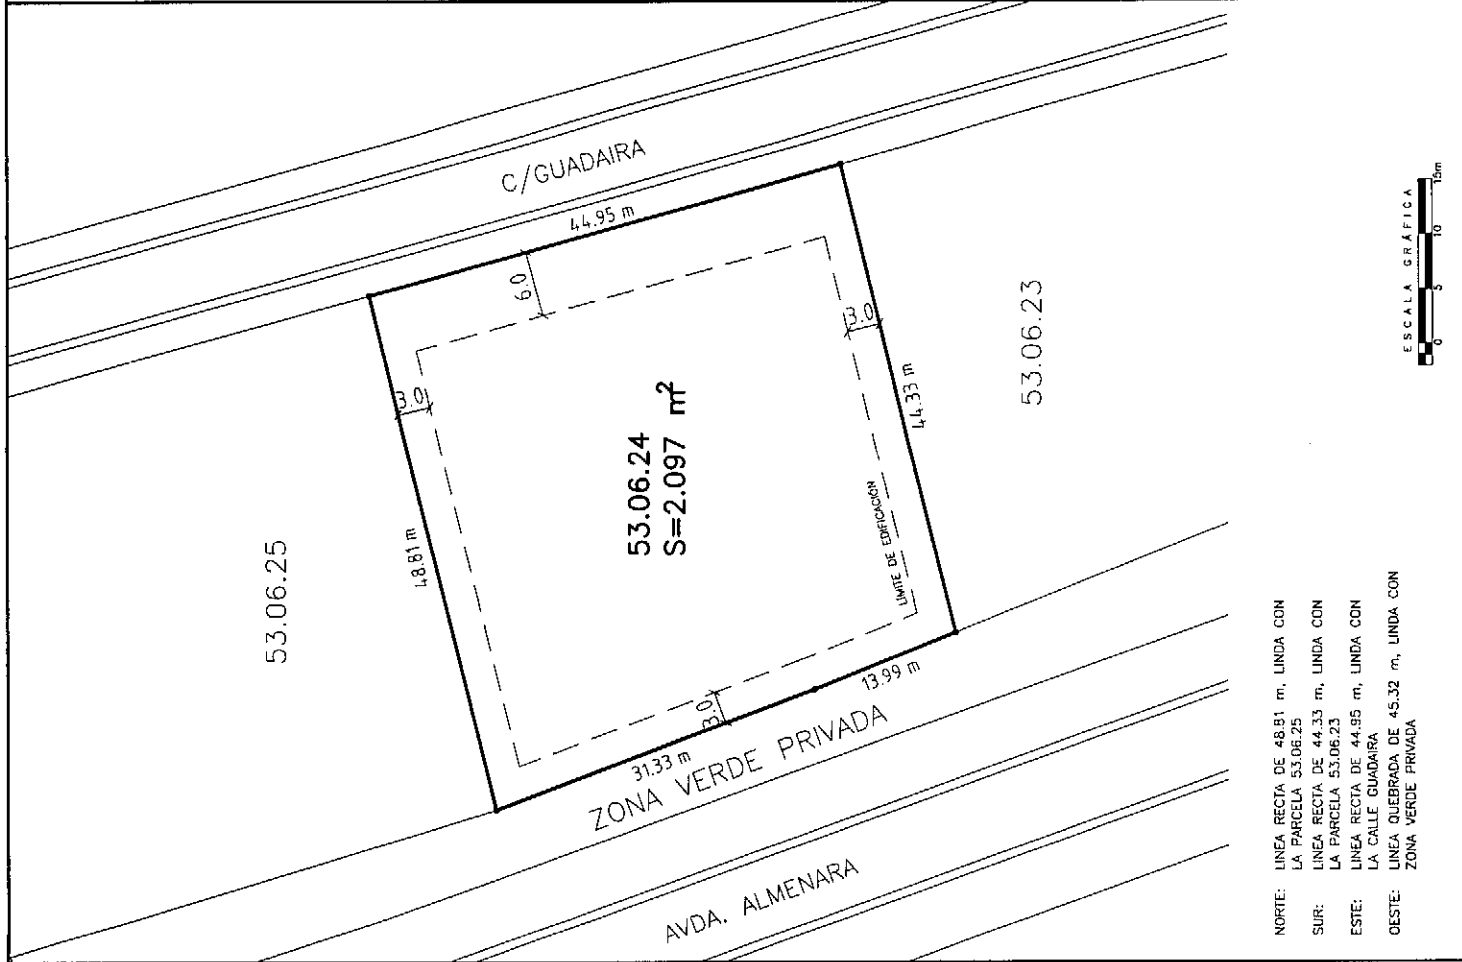 C/GUADAIRA
44.95 m
6.0
3.0
3.0
48.81 m
44.33 m
53.06.25
53.06.24
S=2.097 m²
53.06.23
LIMITE DE EDIFICACIÓN
3.0
31.33 m
13.99 m
ZONA VERDE PRIVADA
AVDA. ALMENARA
NORTE: LINEA RECTA DE 48.81 m, LINDA CON
LA PARCELA 53.06.25
SUR: LINEA RECTA DE 44.33 m, LINDA CON
LA PARCELA 53.06.23
ESTE: LINEA RECTA DE 44.95 m, LINDA CON
LA CALLE GUADAIRA
OESTE: LINEA QUEBRADA DE 45.32 m, LINDA CON
ZONA VERDE PRIVADA
ESCALA GRÁFICA
0 5 10 15m